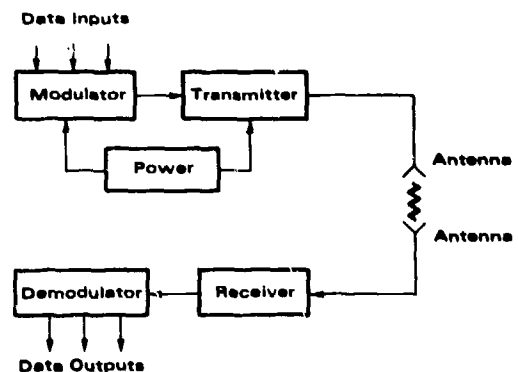 Data Inputs
Modulator
Transmitter
Power
Antenna
Antenna
Demodulator
Receiver
Data Outputs